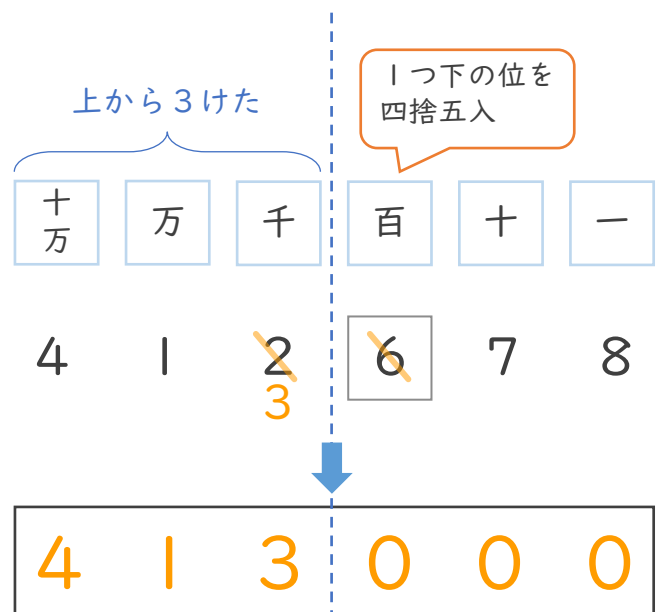 上から3けた
1つ下の位を
四捨五入
十万 万 千 百 十 一
4 1 2 6 7 8
3
4 1 3 0 0 0